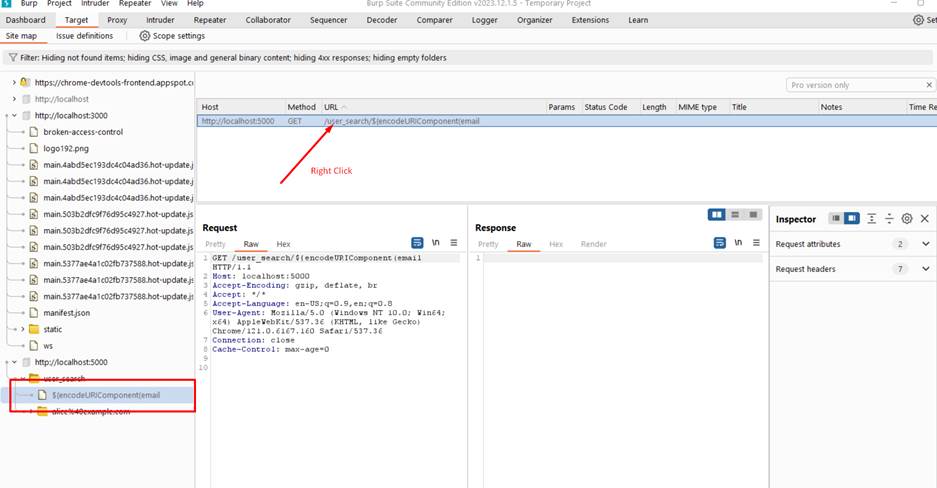 Burp Project Intruder Repeater View Help
Burp Suite Community Edition v2023.12.1.5 - Temporary Project
Dashboard Target Proxy Intruder Repeater Collaborator Sequencer Decoder Comparer Logger Organizer Extensions Learn
Site map Issue definitions Scope settings
Filter: Hiding not found items; hiding CSS, image and general binary content; hiding 4xx responses; hiding empty folders
https://chrome-devtools-frontend.appspot.c
http://localhost
http://localhost:3000
broken-access-control
logo192.png
main.4abd5ec193dc4c04ad36.hot-update.j
main.4abd5ec193dc4c04ad36.hot-update.js
main.4abd5ec193dc4c04ad36.hot-update.js
main.503b2dfc9f76d95c4927.hot-update.js
main.503b2dfc9f76d95c4927.hot-update.js
main.503b2dfc9f76d95c4927.hot-update.js
main.5377ae4a1c02fb737588.hot-update.js
main.5377ae4a1c02fb737588.hot-update.js
main.5377ae4a1c02fb737588.hot-update.js
manifest.json
static
ws
http://localhost:5000
user_search
${encodeURIComponent(email
alice%40example.com
Pro version only
Host Method URL Params Status Code Length MIME type Title Notes Time Re
http://localhost:5000 GET /user_search/${encodeURIComponent(email
Right Click
Request
Pretty Raw Hex
\n
1 GET /user_search/${encodeURIComponent(email
HTTP/1.1
2 Host: localhost:5000
3 Accept-Encoding: gzip, deflate, br
4 Accept: */*
5 Accept-Language: en-US;q=0.9,en;q=0.8
6 User-Agent: Mozilla/5.0 (Windows NT 10.0; Win64;
x64) AppleWebKit/537.36 (KHTML, like Gecko)
Chrome/121.0.6167.160 Safari/537.36
7 Connection: close
8 Cache-Control: max-age=0
9
10
Response
Pretty Raw Hex Render
\n
1
Inspector
Request attributes 2
Request headers 7